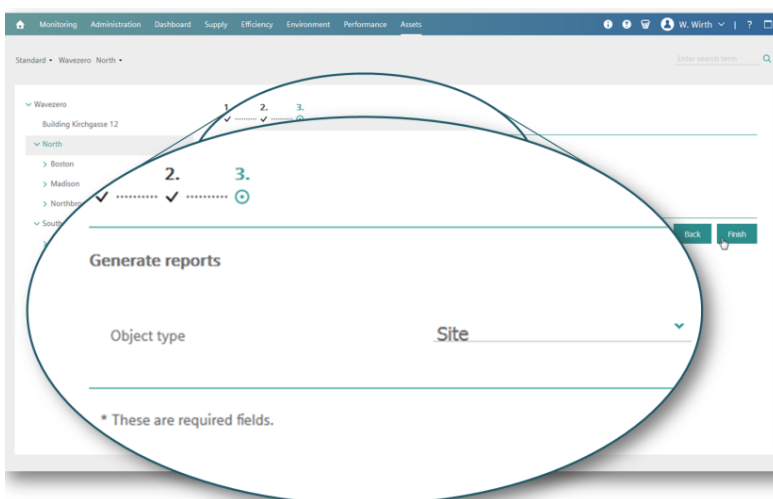 Monitoring Administration Dashboard Supply Efficiency Environment Performance Assets W. Wirth | ?
Standard Wavezero North Enter search term
Wavezero
Building Kirchgasse 12
North
Boston
Madison
South
1. 2. 3.
Back Finish
2. 3.
Generate reports
Object type Site
* These are required fields.